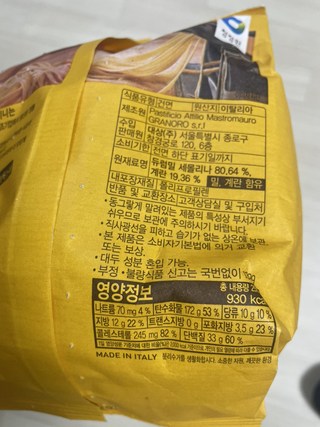 청정원
식품유형 건면 원산지 이탈리아
제조원 Pastificio Attilio Mastromauro
GRANORO s.r.l
수입 대상(주) 서울특별시 종로구
판매원 창경궁로 120, 6층
소비기한 전면 하단 표기일까지
원재료명 듀럼밀 세몰리나 80.64%,
계란 19.36% 밀, 계란 함유
내포장재질 폴리프로필렌
반품 및 교환장소 고객상담실 및 구입처
• 동그랗게 말려있는 제품의 특성상 부서지기
쉬우므로 보관에 주의하시기 바랍니다.
• 직사광선을 피하고 습기가 없는 상온에 보관
• 본 제품은 소비자기본법에 의거 교환
또는 보상.
• 대두 성분 혼입 가능.
• 부정·불량식품 신고는 국번없이
영양정보 총 내용량
930 kcal
나트륨 70 mg 4 % 탄수화물 172 g 53 % 당류 10 g 10 %
지방 12 g 22 % 트랜스지방 0 g 포화지방 3.5 g 23 %
콜레스테롤 245 mg 82 % 단백질 33 g 60 %
MADE IN ITALY